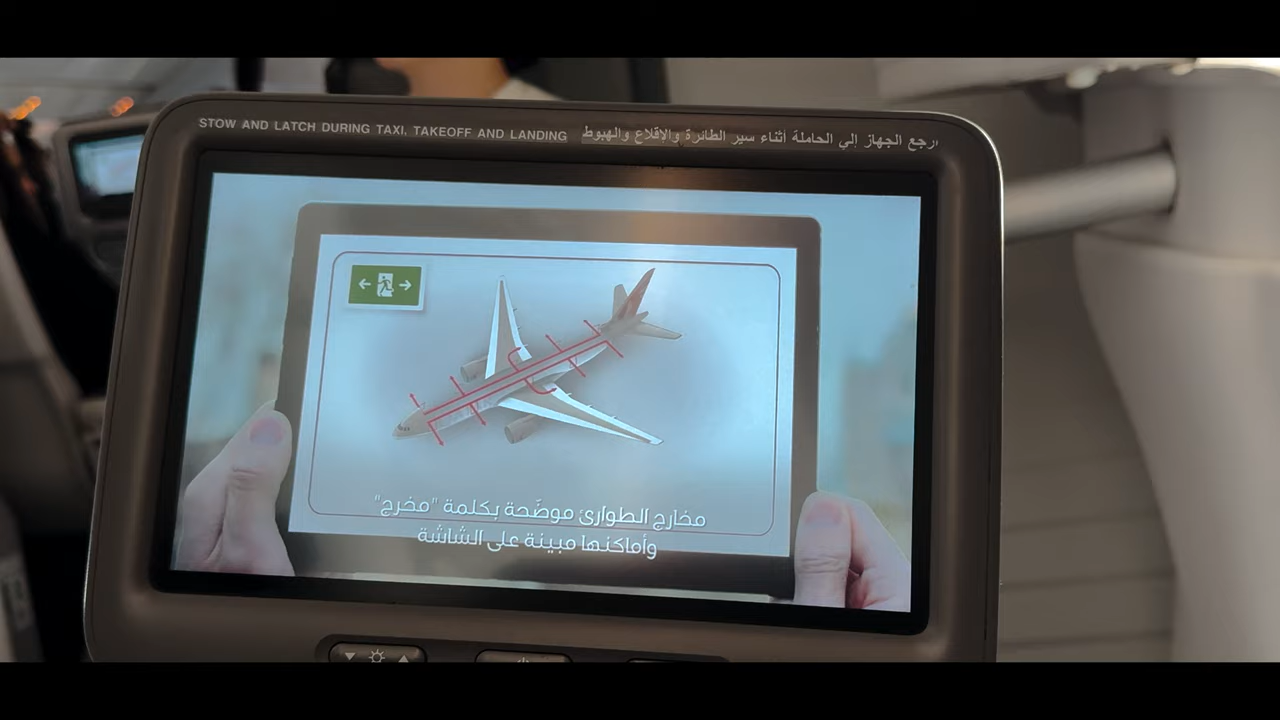 STOW AND LATCH DURING TAXI, TAKEOFF AND LANDING
ارجع الجهاز إلي الحاملة أثناء سير الطائرة والإقلاع والهبوط
مخارج الطوارئ موضّحة بكلمة "مخرج"
وأماكنها مبينة على الشاشة